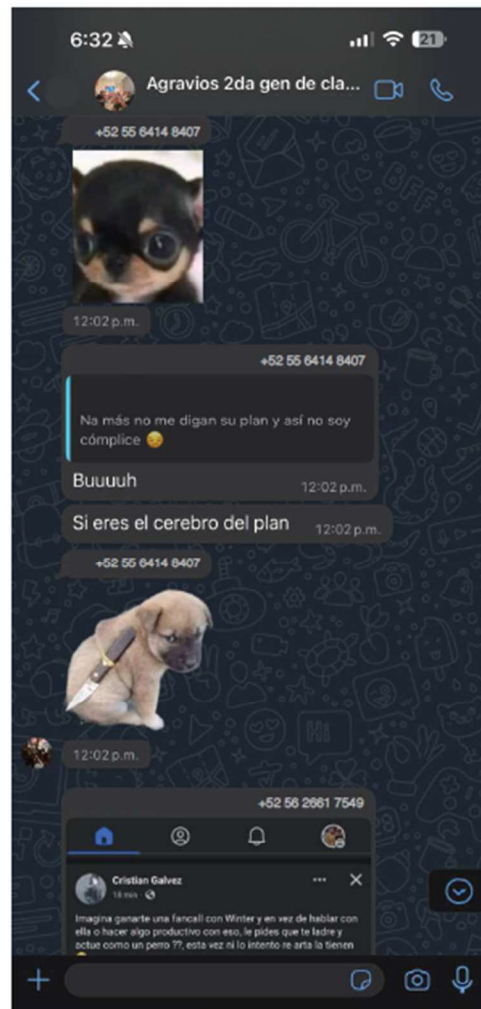 6:32
21
Agravios 2da gen de cla...
+52 55 6414 8407
12:02 p.m.
+52 55 6414 8407
Na más no me digan su plan y así no soy
cómplice 😔
Buuuuh
12:02 p.m.
Si eres el cerebro del plan
12:02 p.m.
+52 55 6414 8407
12:02 p.m.
+52 56 2661 7549
Cristian Galvez
18 min
Imagina ganarte una fancall con Winter y en vez de hablar con
ella o hacer algo productivo con eso, le pides que te ladre y
actue como un perro ??, esta vez ni lo intento re arta la tienen